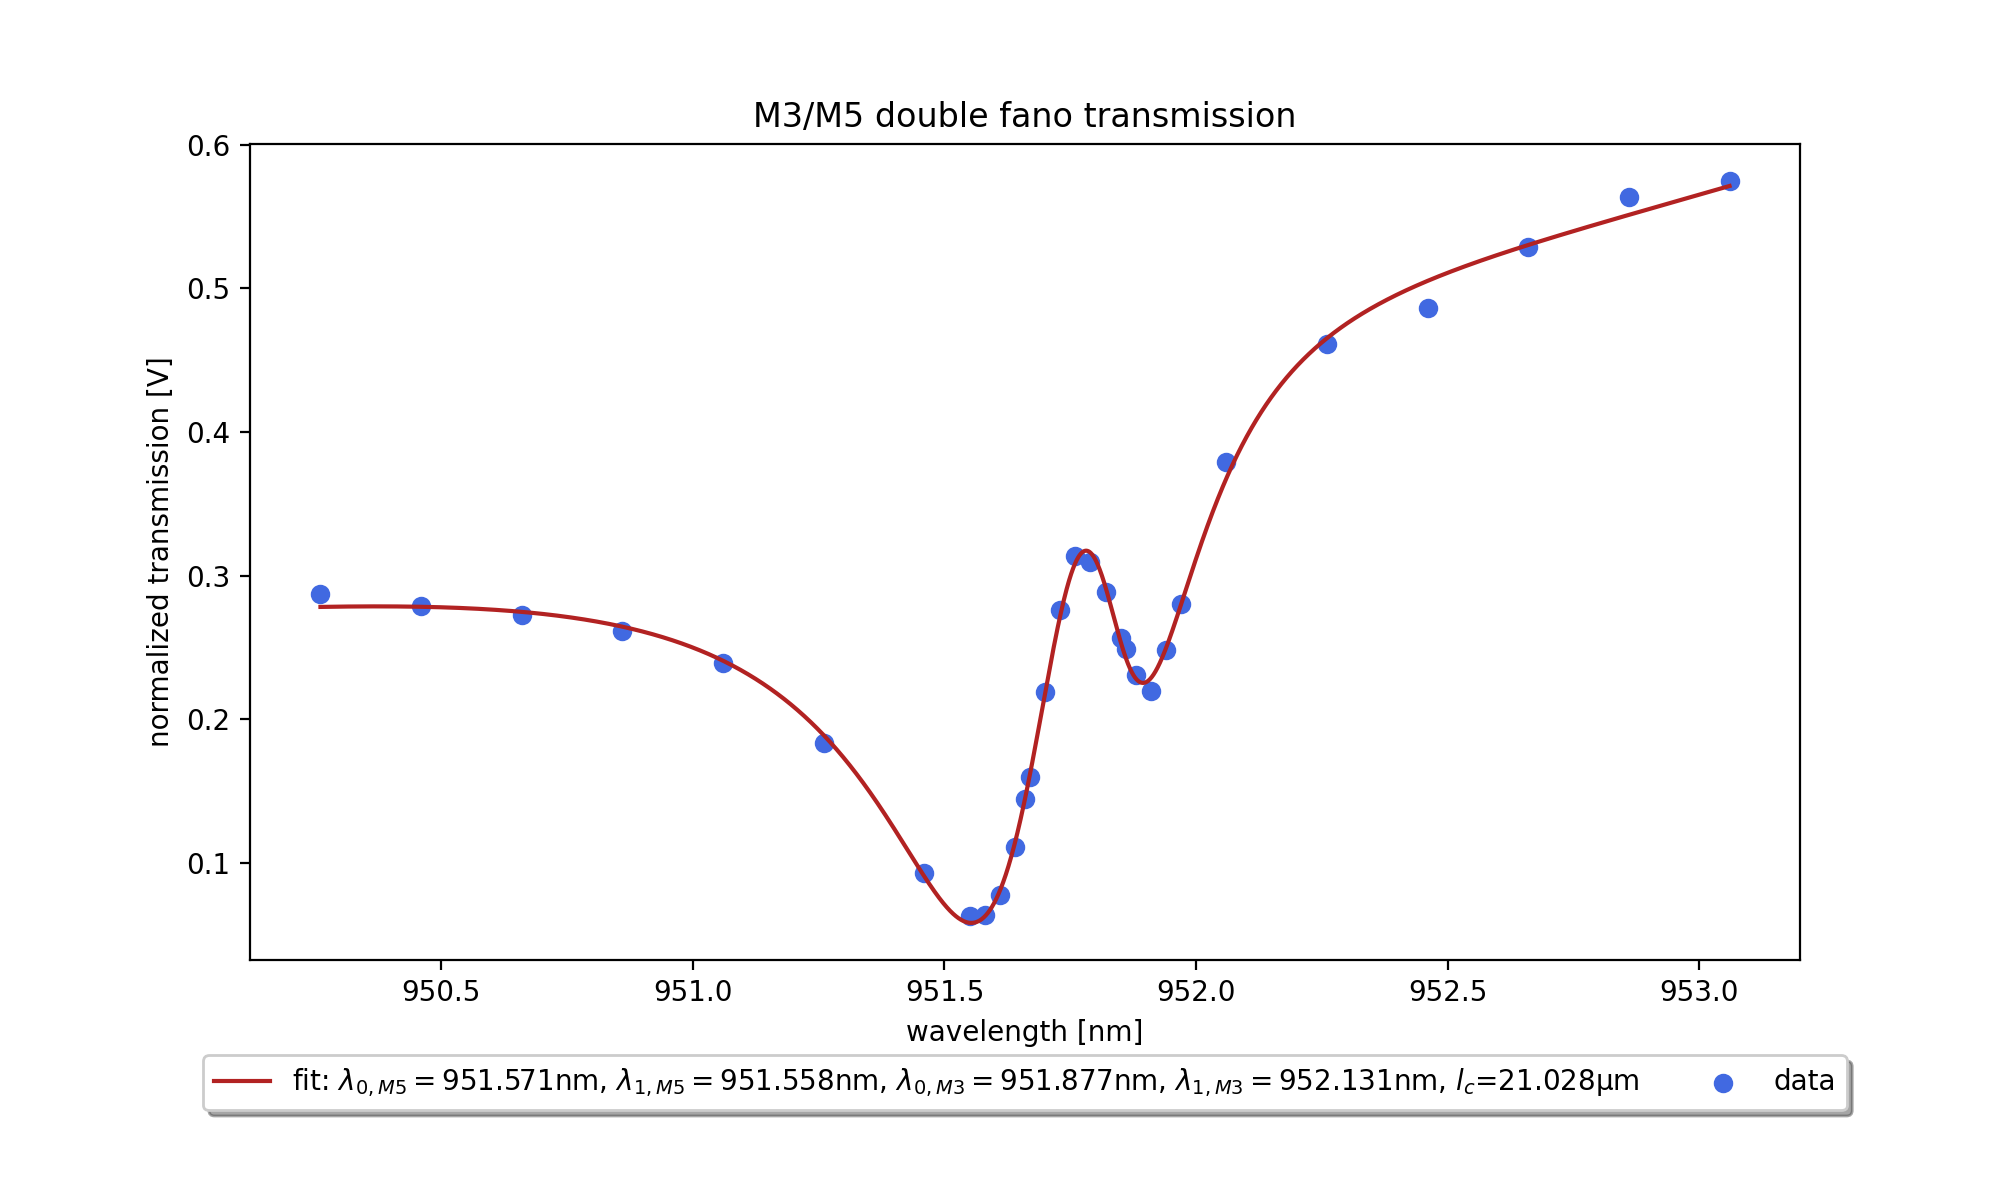 M3/M5 double fano transmission
0.6
0.5
0.4
0.3
0.2
0.1
normalized transmission [V]
950.5 951.0 951.5 952.0 952.5 953.0
wavelength [nm]
fit: λ₀,M5 = 951.571nm, λ₁,M5 = 951.558nm, λ₀,M3 = 951.877nm, λ₁,M3 = 952.131nm, l_c=21.028µm data